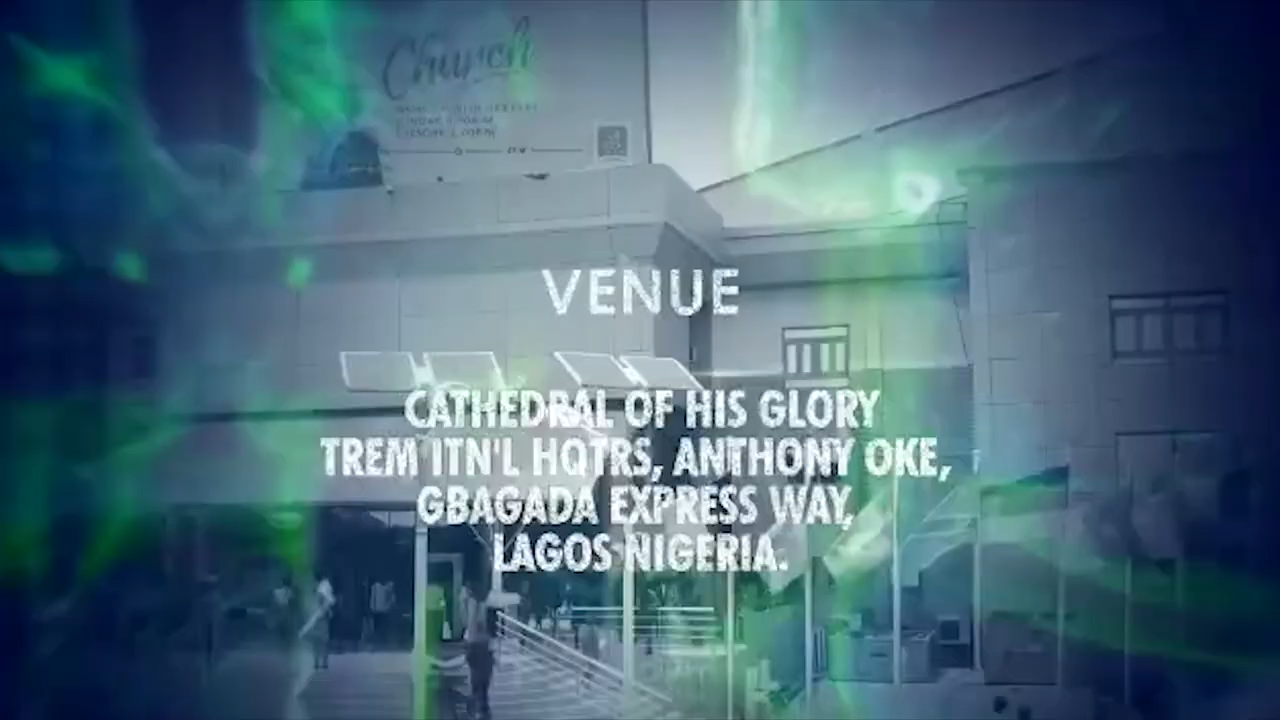 Church
VENUE
CATHEDRAL OF HIS GLORY
TREM ITN'L HQTRS, ANTHONY OKE,
GBAGADA EXPRESS WAY,
LAGOS NIGERIA.